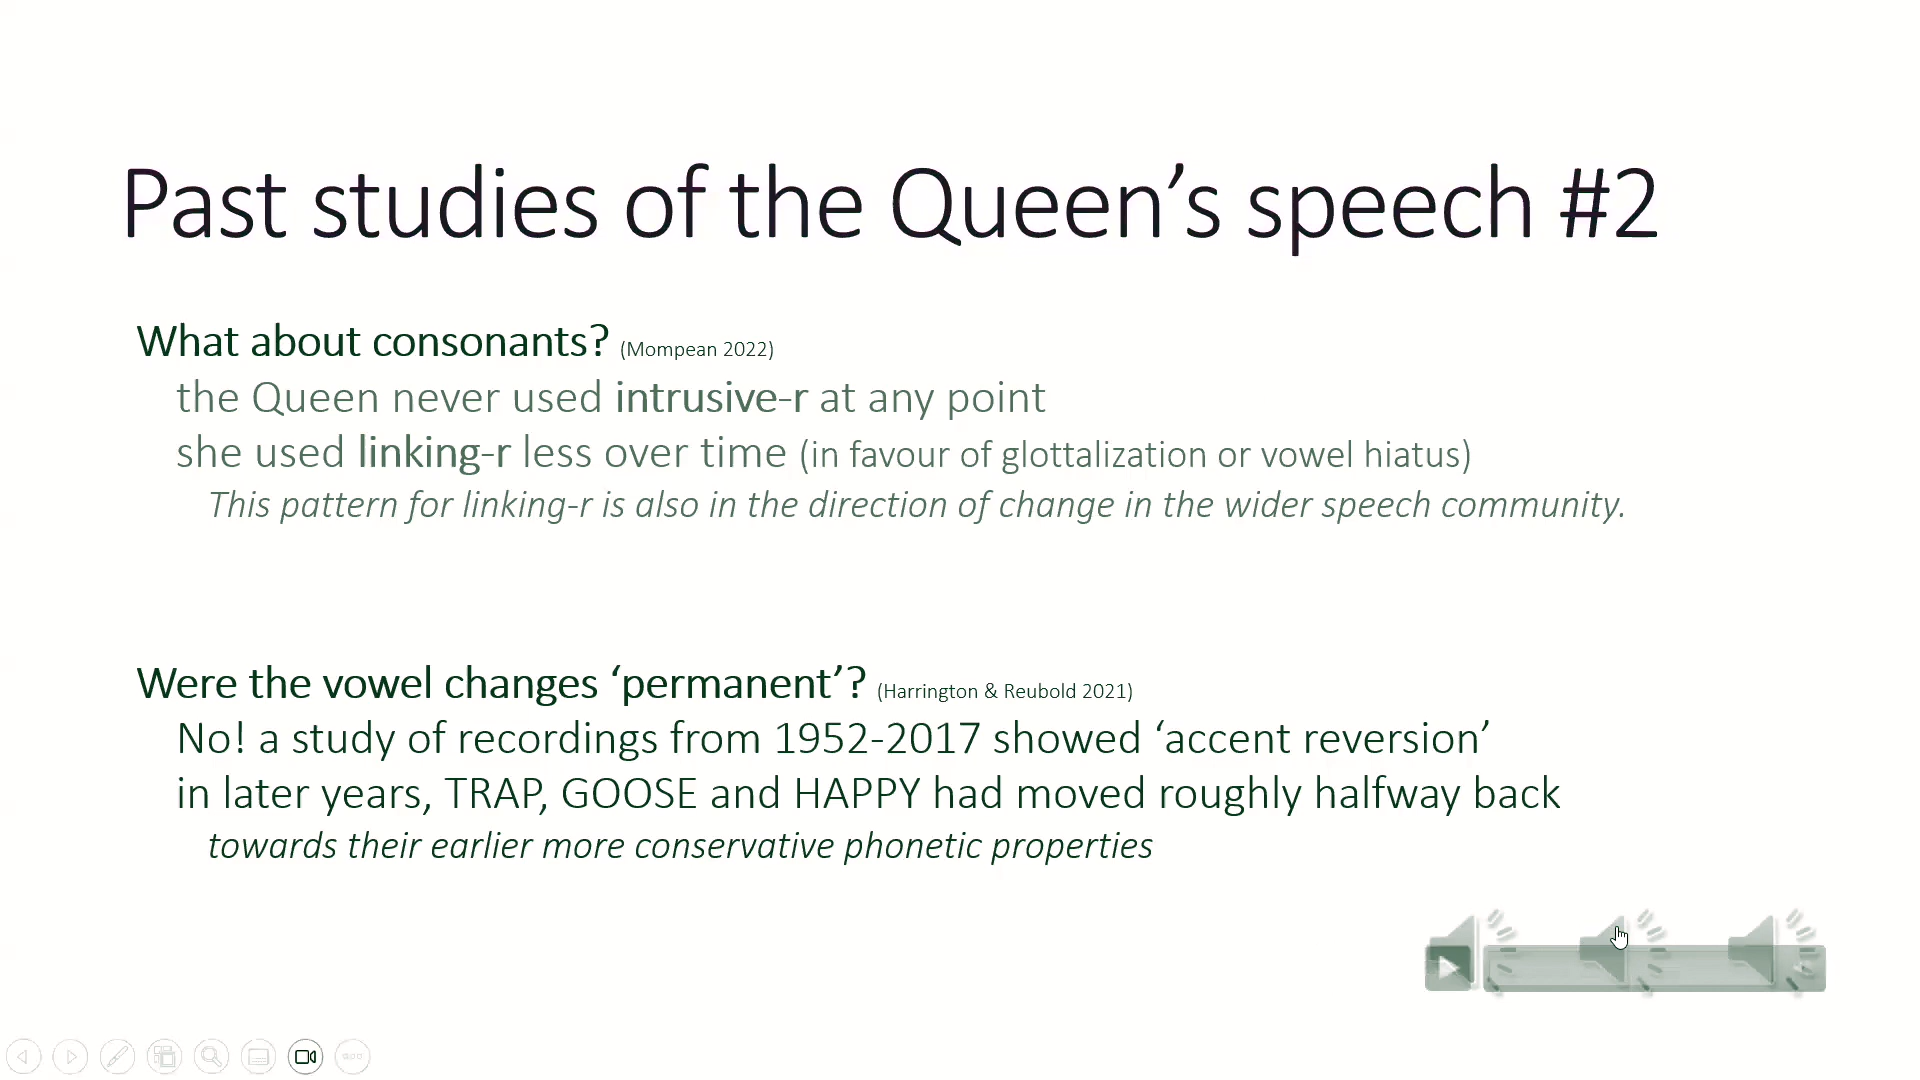 Past studies of the Queen’s speech #2
What about consonants? (Mompean 2022)
the Queen never used intrusive-r at any point
she used linking-r less over time (in favour of glottalization or vowel hiatus)
This pattern for linking-r is also in the direction of change in the wider speech community.
Were the vowel changes ‘permanent’? (Harrington & Reubold 2021)
No! a study of recordings from 1952-2017 showed ‘accent reversion’
in later years, TRAP, GOOSE and HAPPY had moved roughly halfway back
towards their earlier more conservative phonetic properties